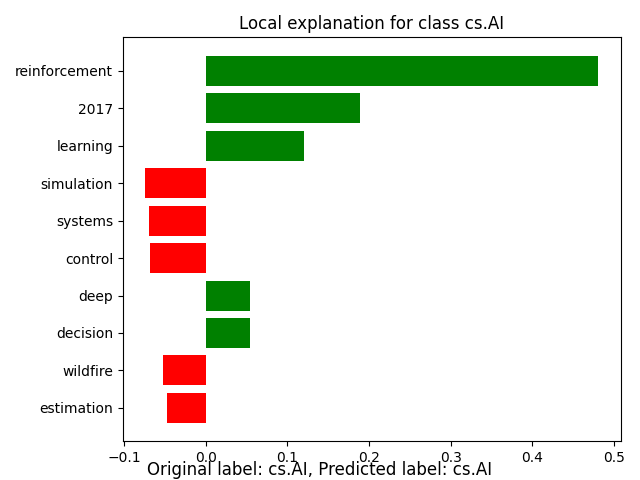 Local explanation for class cs.AI
reinforcement
2017
learning
simulation
systems
control
deep
decision
wildfire
estimation
−0.1 0.0 0.1 0.2 0.3 0.4 0.5
Original label: cs.AI, Predicted label: cs.AI